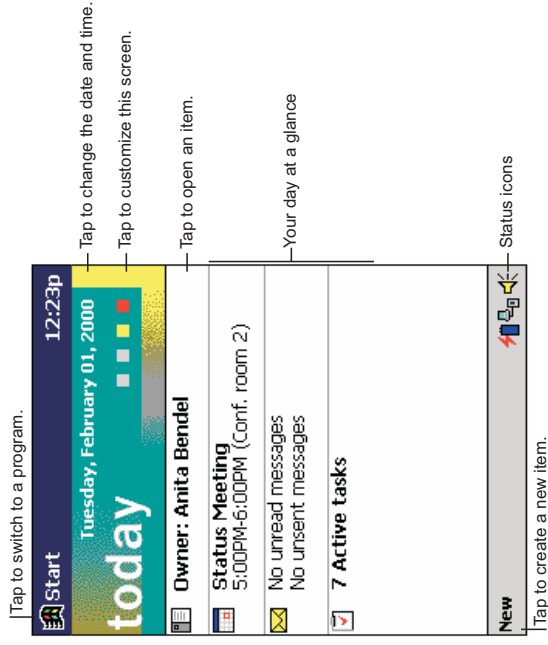 Tap to switch to a program.
Start 12:23p
Tuesday, February 01, 2000
today
Tap to change the date and time.
Tap to customize this screen.
Owner: Anita Bendel
Tap to open an item.
Status Meeting
5:00PM-6:00PM (Conf. room 2)
No unread messages
No unsent messages
7 Active tasks
Your day at a glance
New
Status icons
Tap to create a new item.